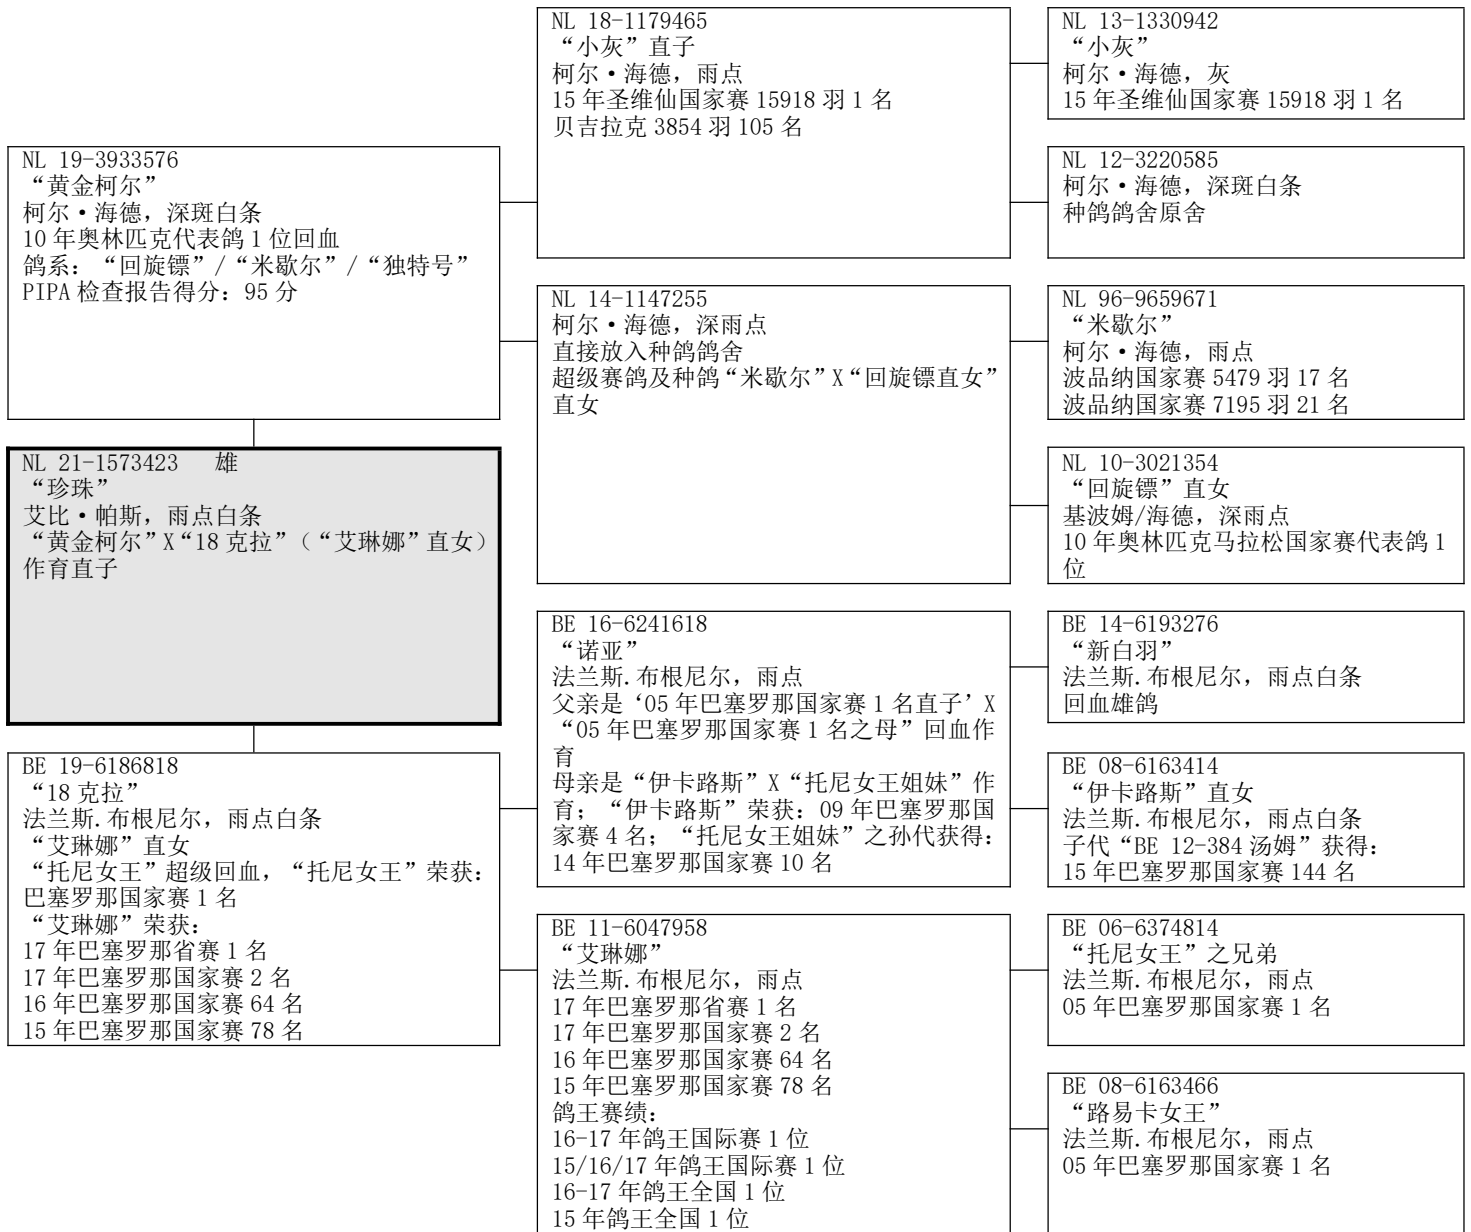 NL 19-3933576
“黄金柯尔”
柯尔·海德，深斑白条
10 年奥林匹克代表鸽 1 位回血
鸽系：“回旋镖”/“米歇尔”/“独特号”
PIPA 检查报告得分：95 分
NL 21-1573423 雄
“珍珠”
艾比·帕斯，雨点白条
“黄金柯尔”X“18 克拉”（“艾琳娜”直女）
作育直子
BE 19-6186818
“18 克拉”
法兰斯.布根尼尔，雨点白条
“艾琳娜”直女
“托尼女王”超级回血，“托尼女王”荣获：
巴塞罗那国家赛 1 名
“艾琳娜”荣获：
17 年巴塞罗那省赛 1 名
17 年巴塞罗那国家赛 2 名
16 年巴塞罗那国家赛 64 名
15 年巴塞罗那国家赛 78 名
NL 18-1179465
“小灰”直子
柯尔·海德，雨点
15 年圣维仙国家赛 15918 羽 1 名
贝吉拉克 3854 羽 105 名
NL 14-1147255
柯尔·海德，深雨点
直接放入种鸽鸽舍
超级赛鸽及种鸽“米歇尔”X“回旋镖直女”
直女
BE 16-6241618
“诺亚”
法兰斯.布根尼尔，雨点
父亲是‘05 年巴塞罗那国家赛 1 名直子’X
“05 年巴塞罗那国家赛 1 名之母”回血作
育
母亲是“伊卡路斯”X“托尼女王姐妹”作
育；“伊卡路斯”荣获：09 年巴塞罗那国
家赛 4 名；“托尼女王姐妹”之孙代获得：
14 年巴塞罗那国家赛 10 名
BE 11-6047958
“艾琳娜”
法兰斯.布根尼尔，雨点
17 年巴塞罗那省赛 1 名
17 年巴塞罗那国家赛 2 名
16 年巴塞罗那国家赛 64 名
15 年巴塞罗那国家赛 78 名
鸽王赛绩：
16-17 年鸽王国际赛 1 位
15/16/17 年鸽王国际赛 1 位
16-17 年鸽王全国 1 位
15 年鸽王全国 1 位
NL 13-1330942
“小灰”
柯尔·海德，灰
15 年圣维仙国家赛 15918 羽 1 名
NL 12-3220585
柯尔·海德，深斑白条
种鸽鸽舍原舍
NL 96-9659671
“米歇尔”
柯尔·海德，雨点
波品纳国家赛 5479 羽 17 名
波品纳国家赛 7195 羽 21 名
NL 10-3021354
“回旋镖”直女
基波姆/海德，深雨点
10 年奥林匹克马拉松国家赛代表鸽 1
位
BE 14-6193276
“新白羽”
法兰斯.布根尼尔，雨点白条
回血雄鸽
BE 08-6163414
“伊卡路斯”直女
法兰斯.布根尼尔，雨点白条
子代“BE 12-384 汤姆”获得：
15 年巴塞罗那国家赛 144 名
BE 06-6374814
“托尼女王”之兄弟
法兰斯.布根尼尔，雨点
05 年巴塞罗那国家赛 1 名
BE 08-6163466
“路易卡女王”
法兰斯.布根尼尔，雨点
05 年巴塞罗那国家赛 1 名